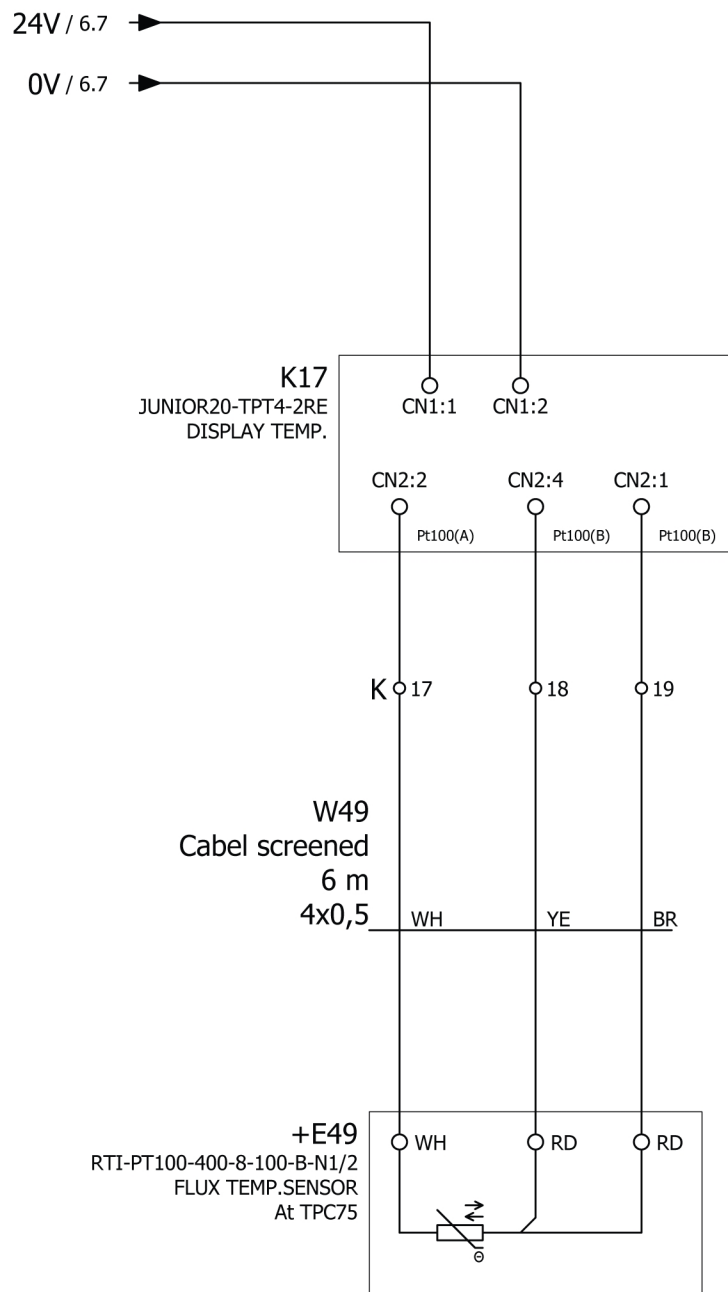 24V / 6.7
0V / 6.7
K17
JUNIOR20-TPT4-2RE
DISPLAY TEMP.
CN1:1 CN1:2
CN2:2 CN2:4 CN2:1
Pt100(A) Pt100(B) Pt100(B)
K 17 18 19
W49
Cabel screened
6 m
4x0,5 WH YE BR
+E49 WH RD RD
RTI-PT100-400-8-100-B-N1/2
FLUX TEMP.SENSOR
At TPC75
Θ